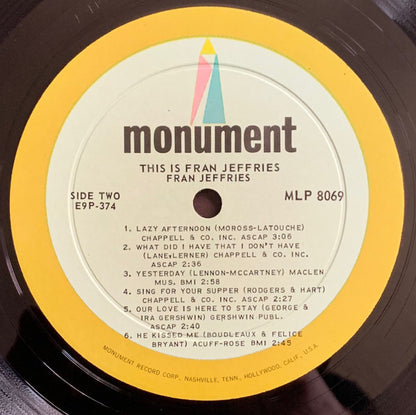 monument
THIS IS FRAN JEFFRIES
FRAN JEFFRIES
SIDE TWO
E9P-374
MLP 8069
1. LAZY AFTERNOON (MOROSS-LATOUCHE)
CHAPPELL & CO. INC. ASCAP 3:06
2. WHAT DID I HAVE THAT I DON'T HAVE
(LANE&LERNER) CHAPPELL & CO. INC.
ASCAP 2:36
3. YESTERDAY (LENNON-MCCARTNEY) MACLEN
MUS. BMI 2:58
4. SING FOR YOUR SUPPER (RODGERS & HART)
CHAPPELL & CO. INC. ASCAP 2:27
5. OUR LOVE IS HERE TO STAY (GEORGE &
IRA GERSHWIN) GERSHWIN PUBL.
ASCAP 2:40
6. HE KISSED ME (BOUDLEAUX & FELICE
BRYANT) ACUFF-ROSE BMI 2:45
MONUMENT RECORD CORP., NASHVILLE, TENN., HOLLYWOOD, CALIF., U.S.A.